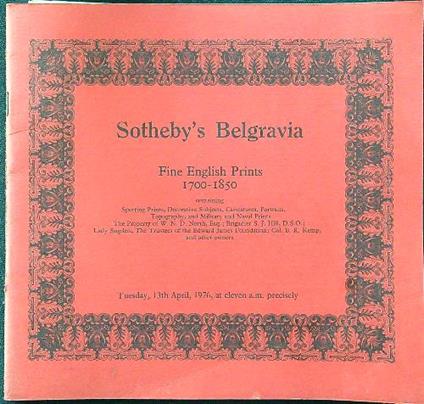 Sotheby's Belgravia
Fine English Prints
1700-1850
comprising
Sporting Prints, Decorative Subjects, Caricatures, Portraits,
Topography, and Military and Naval Prints
The Property of W. N. D. North, Esq.; Brigadier S. J. Hill, D.S.O.;
Lady Stapleton, The Trustees of the Edward James Foundation; Col. B. R. Kemp,
and other owners
Tuesday, 13th April, 1976, at eleven a.m. precisely